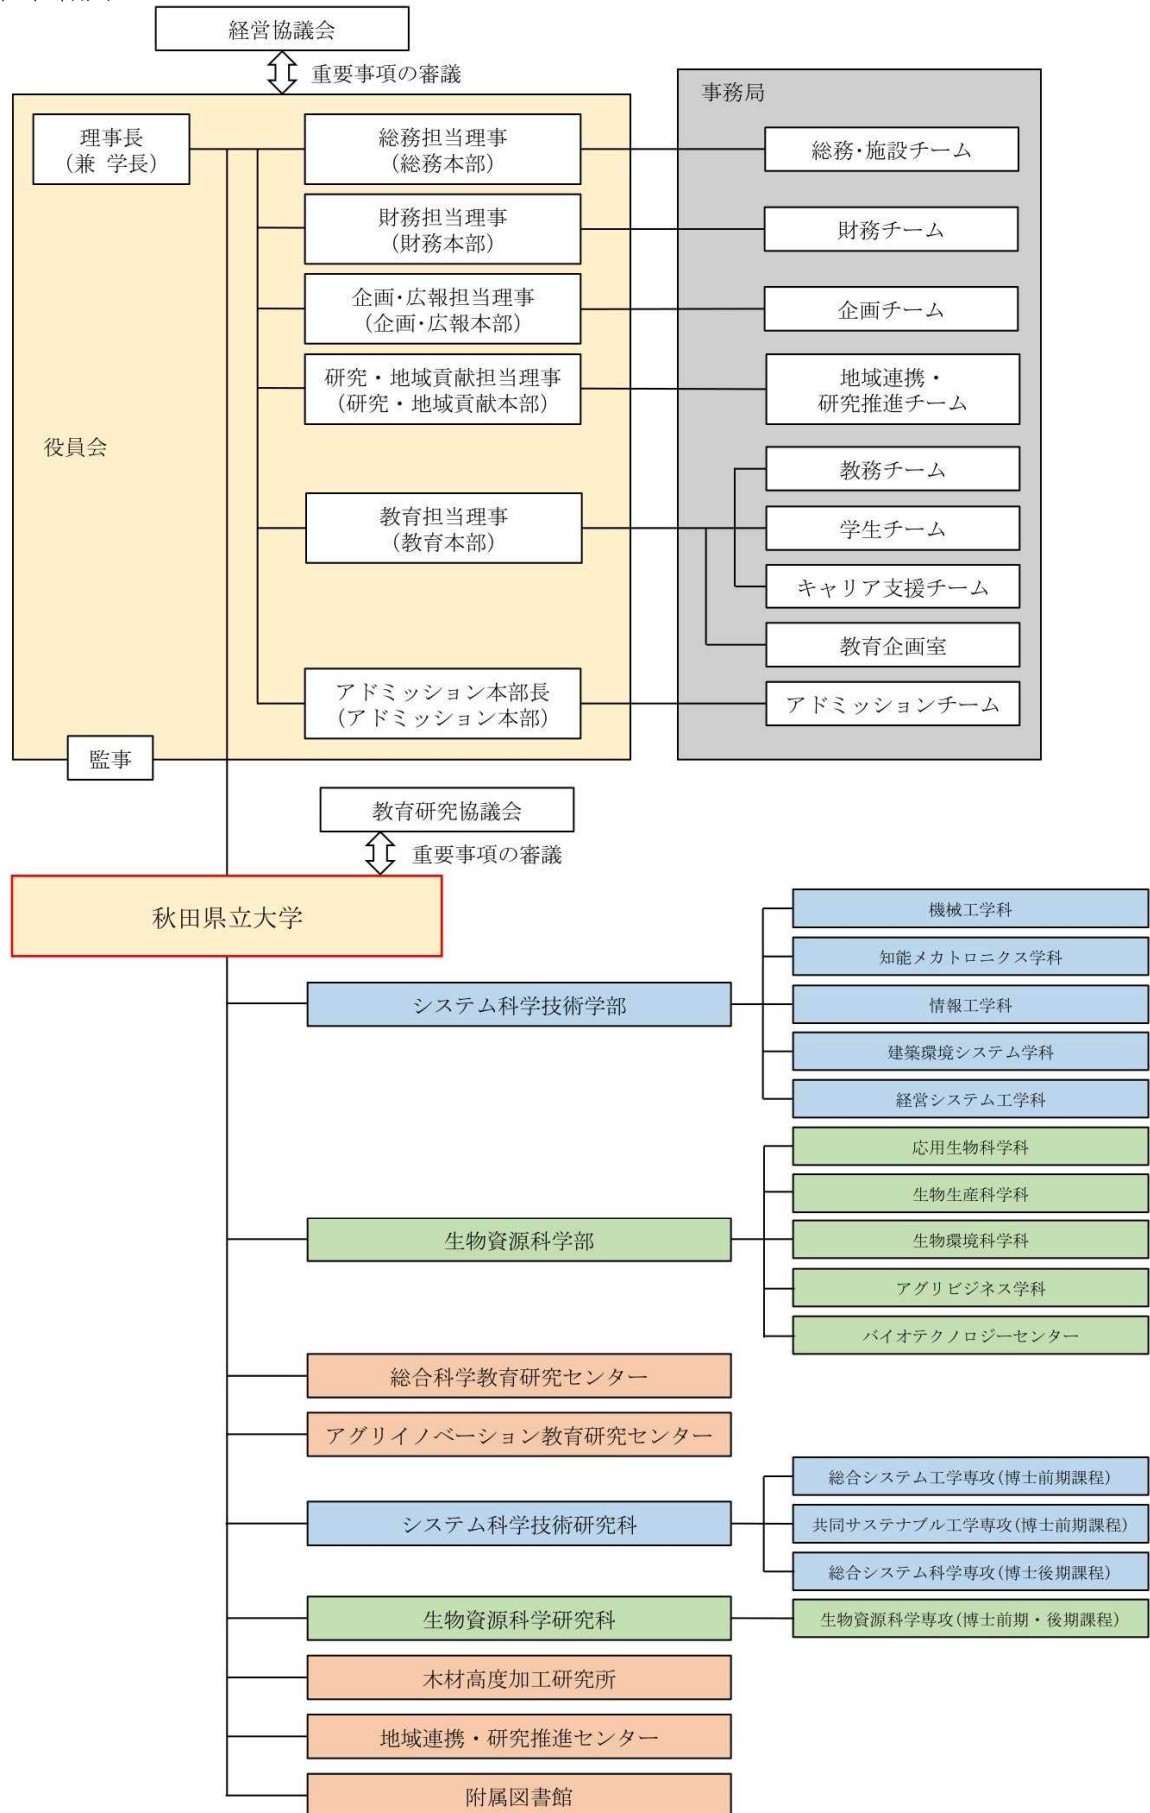 経営協議会
重要事項の審議
事務局
理事長
(兼 学長)
総務担当理事
(総務本部)
総務・施設チーム
財務担当理事
(財務本部)
財務チーム
企画・広報担当理事
(企画・広報本部)
企画チーム
研究・地域貢献担当理事
(研究・地域貢献本部)
地域連携・
研究推進チーム
役員会
教務チーム
教育担当理事
(教育本部)
学生チーム
キャリア支援チーム
教育企画室
アドミッション本部長
(アドミッション本部)
アドミッションチーム
監事
教育研究協議会
重要事項の審議
秋田県立大学
システム科学技術学部
機械工学科
知能メカトロニクス学科
情報工学科
建築環境システム学科
経営システム工学科
生物資源科学部
応用生物科学科
生物生産科学科
生物環境科学科
アグリビジネス学科
バイオテクノロジーセンター
総合科学教育研究センター
アグリイノベーション教育研究センター
システム科学技術研究科
総合システム工学専攻(博士前期課程)
共同サステナブル工学専攻(博士前期課程)
総合システム科学専攻(博士後期課程)
生物資源科学研究科
生物資源科学専攻(博士前期・後期課程)
木材高度加工研究所
地域連携・研究推進センター
附属図書館